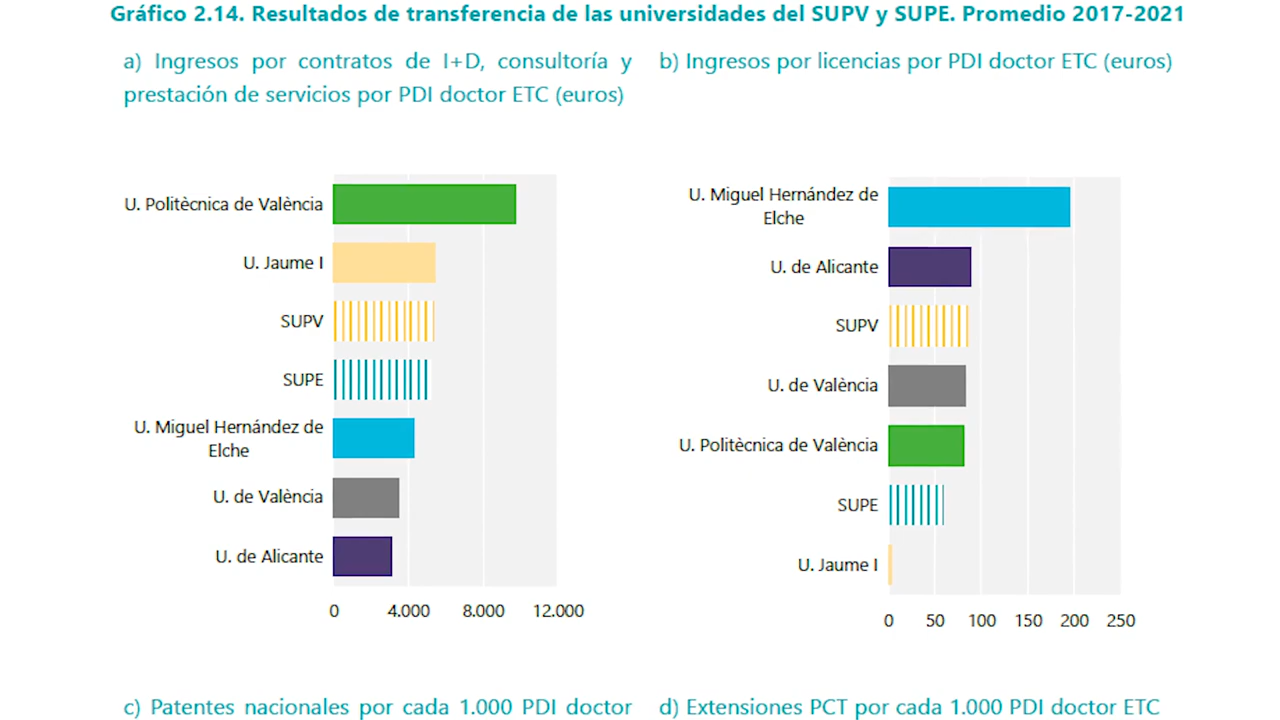 Gráfico 2.14. Resultados de transferencia de las universidades del SUPV y SUPE. Promedio 2017-2021
a) Ingresos por contratos de I+D, consultoría y
prestación de servicios por PDI doctor ETC (euros)
U. Politècnica de València
U. Jaume I
SUPV
SUPE
U. Miguel Hernández de
Elche
U. de València
U. de Alicante
0 4.000 8.000 12.000
b) Ingresos por licencias por PDI doctor ETC (euros)
U. Miguel Hernández de
Elche
U. de Alicante
SUPV
U. de València
U. Politècnica de València
SUPE
U. Jaume I
0 50 100 150 200 250
c) Patentes nacionales por cada 1.000 PDI doctor
d) Extensiones PCT por cada 1.000 PDI doctor ETC